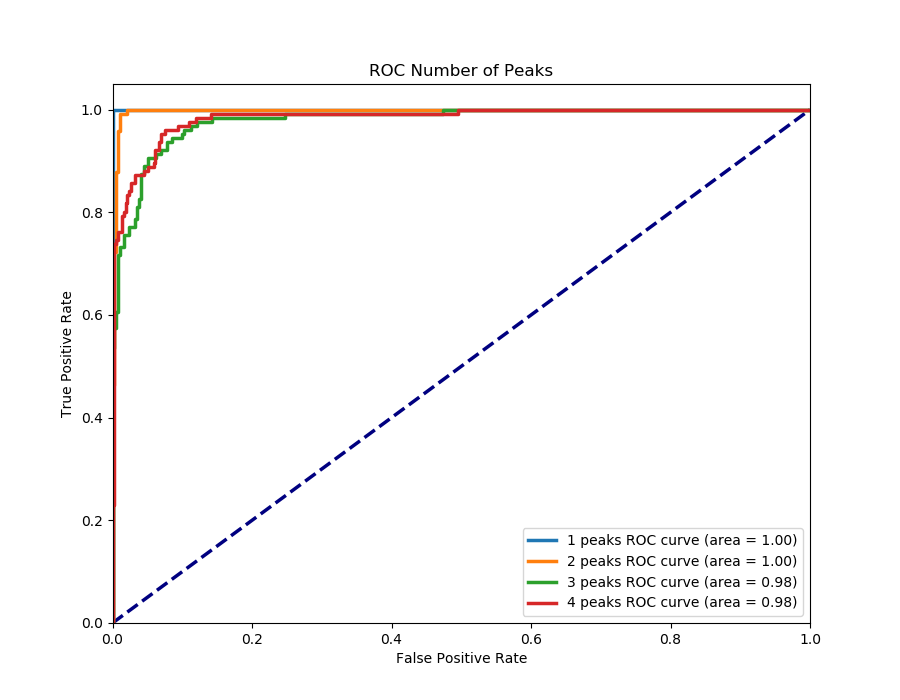 ROC Number of Peaks
True Positive Rate
1.0
0.8
0.6
0.4
0.2
0.0
0.0 0.2 0.4 0.6 0.8 1.0
False Positive Rate
1 peaks ROC curve (area = 1.00)
2 peaks ROC curve (area = 1.00)
3 peaks ROC curve (area = 0.98)
4 peaks ROC curve (area = 0.98)